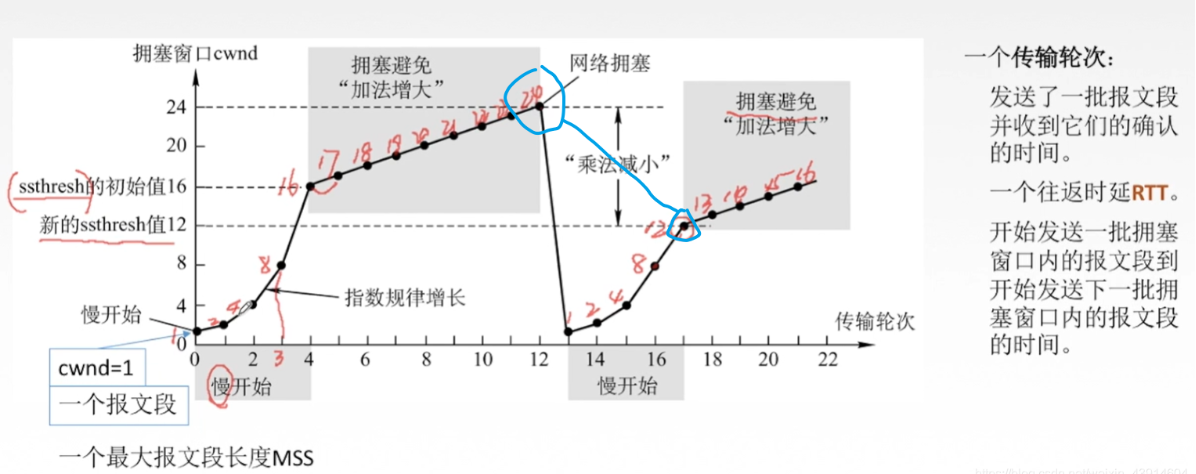 拥塞窗口cwnd
拥塞避免
“加法增大”
网络拥塞
24
20
ssthresh的初始值16
新的ssthresh值12
8
4
0
“乘法减小”
拥塞避免
“加法增大”
指数规律增长
慢开始
传输轮次
0 2 4 6 8 10 12 14 16 18 20 22
慢开始
慢开始
cwnd=1
一个报文段
一个最大报文段长度MSS
1 2 4 8 16 17 18 19 20 21 22 24
3
1 2 4 8 12 13 14 15 16
一个传输轮次：
发送了一批报文段
并收到它们的确认
的时间。
一个往返时延RTT。
开始发送一批拥塞
窗口内的报文段到
开始发送下一批拥
塞窗口内的报文段
的时间。